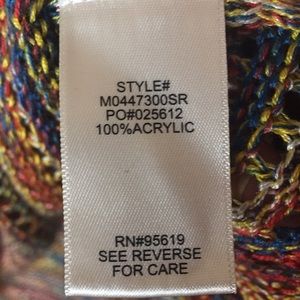 STYLE#
M0447300SR
PO#025612
100%ACRYLIC
RN#95619
SEE REVERSE
FOR CARE